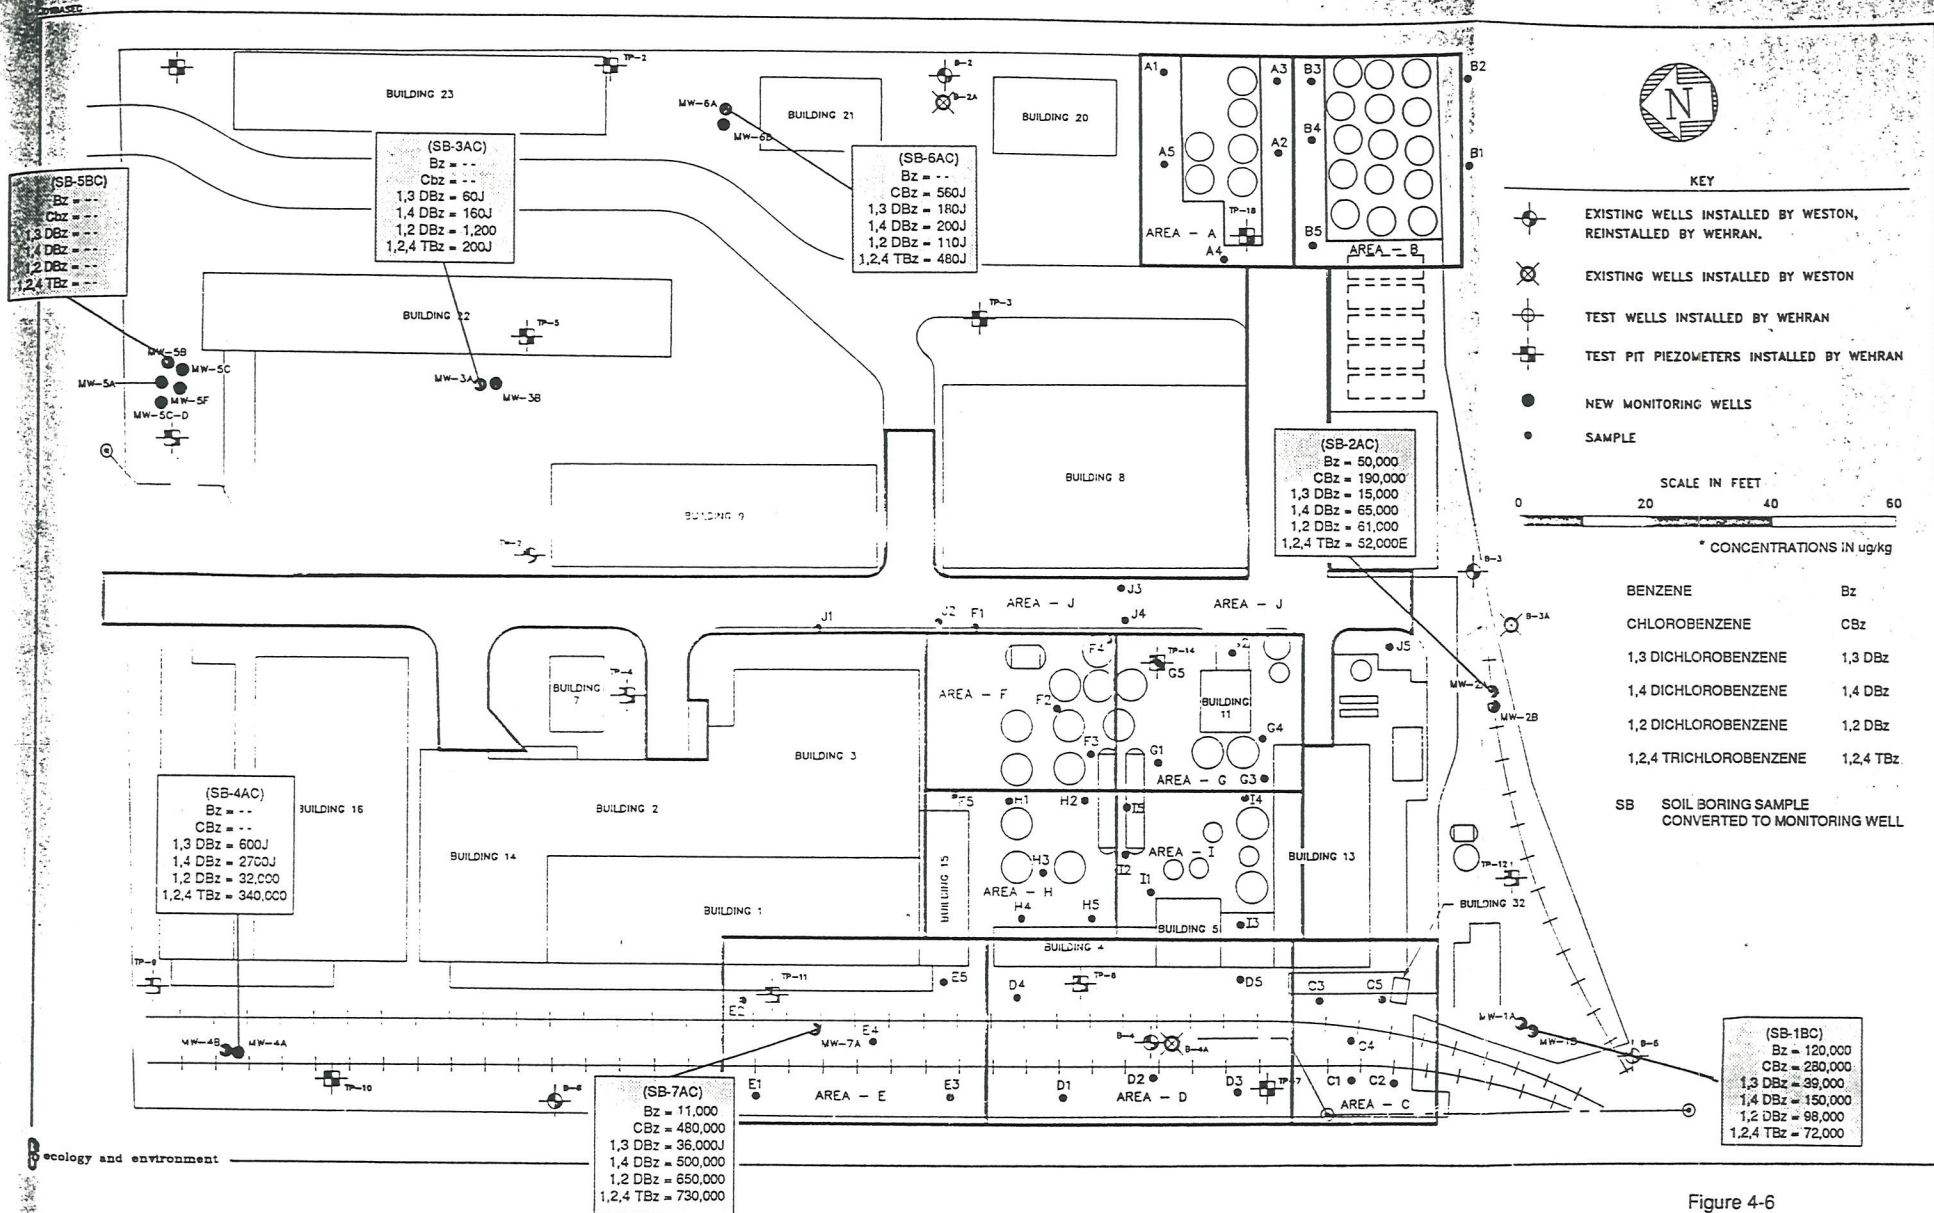 TP-2
BUILDING 23
MW-6A
MW-6B
BUILDING 21
B-2
B-2A
BUILDING 20
A1
A3
B3
B2
B4
A2
A5
B1
TP-18
AREA - A
A4
B5
AREA - B
N
KEY
EXISTING WELLS INSTALLED BY WESTON,
REINSTALLED BY WEHRAN.
EXISTING WELLS INSTALLED BY WESTON
TEST WELLS INSTALLED BY WEHRAN
TEST PIT PIEZOMETERS INSTALLED BY WEHRAN
NEW MONITORING WELLS
SAMPLE
SCALE IN FEET
0 20 40 60
* CONCENTRATIONS IN ug/kg
BENZENE Bz
CHLOROBENZENE CBz
1,3 DICHLOROBENZENE 1,3 DBz
1,4 DICHLOROBENZENE 1,4 DBz
1,2 DICHLOROBENZENE 1,2 DBz
1,2,4 TRICHLOROBENZENE 1,2,4 TBz
SB SOIL BORING SAMPLE
CONVERTED TO MONITORING WELL
(SB-5BC)
Bz = --
Cbz = --
1,3 DBz = --
1,4 DBz = --
1,2 DBz = --
1,2,4 TBz = --
(SB-3AC)
Bz = --
Cbz = --
1,3 DBz = 60J
1,4 DBz = 160J
1,2 DBz = 1,200
1,2,4 TBz = 200J
(SB-6AC)
Bz = --
CBz = 560J
1,3 DBz = 180J
1,4 DBz = 200J
1,2 DBz = 110J
1,2,4 TBz = 480J
BUILDING 22
TP-5
TP-3
MW-5B
MW-5C
MW-5A
MW-5F
MW-5C-D
MW-3A
MW-3B
BUILDING 8
BUILDING 9
(SB-2AC)
Bz = 50,000
CBz = 190,000
1,3 DBz = 15,000
1,4 DBz = 65,000
1,2 DBz = 61,000
1,2,4 TBz = 52,000E
B-3
B-3A
J3
AREA - J
AREA - J
J1
J2
F1
J4
J5
F4
TP-14
G5
TP-4
BUILDING
7
AREA - F
F2
BUILDING
11
MW-2B
F3
G1
G4
AREA - G
G3
BUILDING 3
(SB-4AC)
Bz = --
CBz = --
1,3 DBz = 600J
1,4 DBz = 2700J
1,2 DBz = 32,000
1,2,4 TBz = 340,000
BUILDING 16
BUILDING 2
BUILDING 14
F5
H1
H2
I5
I4
AREA - I
BUILDING 13
BUILDING 15
H3
AREA - H
I2
I1
TP-12
BUILDING 32
H4
H5
BUILDING 5
I3
BUILDING 1
BUILDING 4
TP-9
TP-11
E5
E2
D4
TP-8
D5
C3
C5
MW-4B
MW-4A
MW-7A
E4
B-4
B-4A
C4
MW-1A
TP-10
E1
AREA - E
E3
D1
D2
AREA - D
D3
C1
C2
AREA - C
(SB-7AC)
Bz = 11,000
CBz = 480,000
1,3 DBz = 36,000J
1,4 DBz = 500,000
1,2 DBz = 650,000
1,2,4 TBz = 730,000
(SB-1BC)
Bz = 120,000
CBz = 280,000
1,3 DBz = 39,000
1,4 DBz = 150,000
1,2 DBz = 98,000
1,2,4 TBz = 72,000
ecology and environment
Figure 4-6